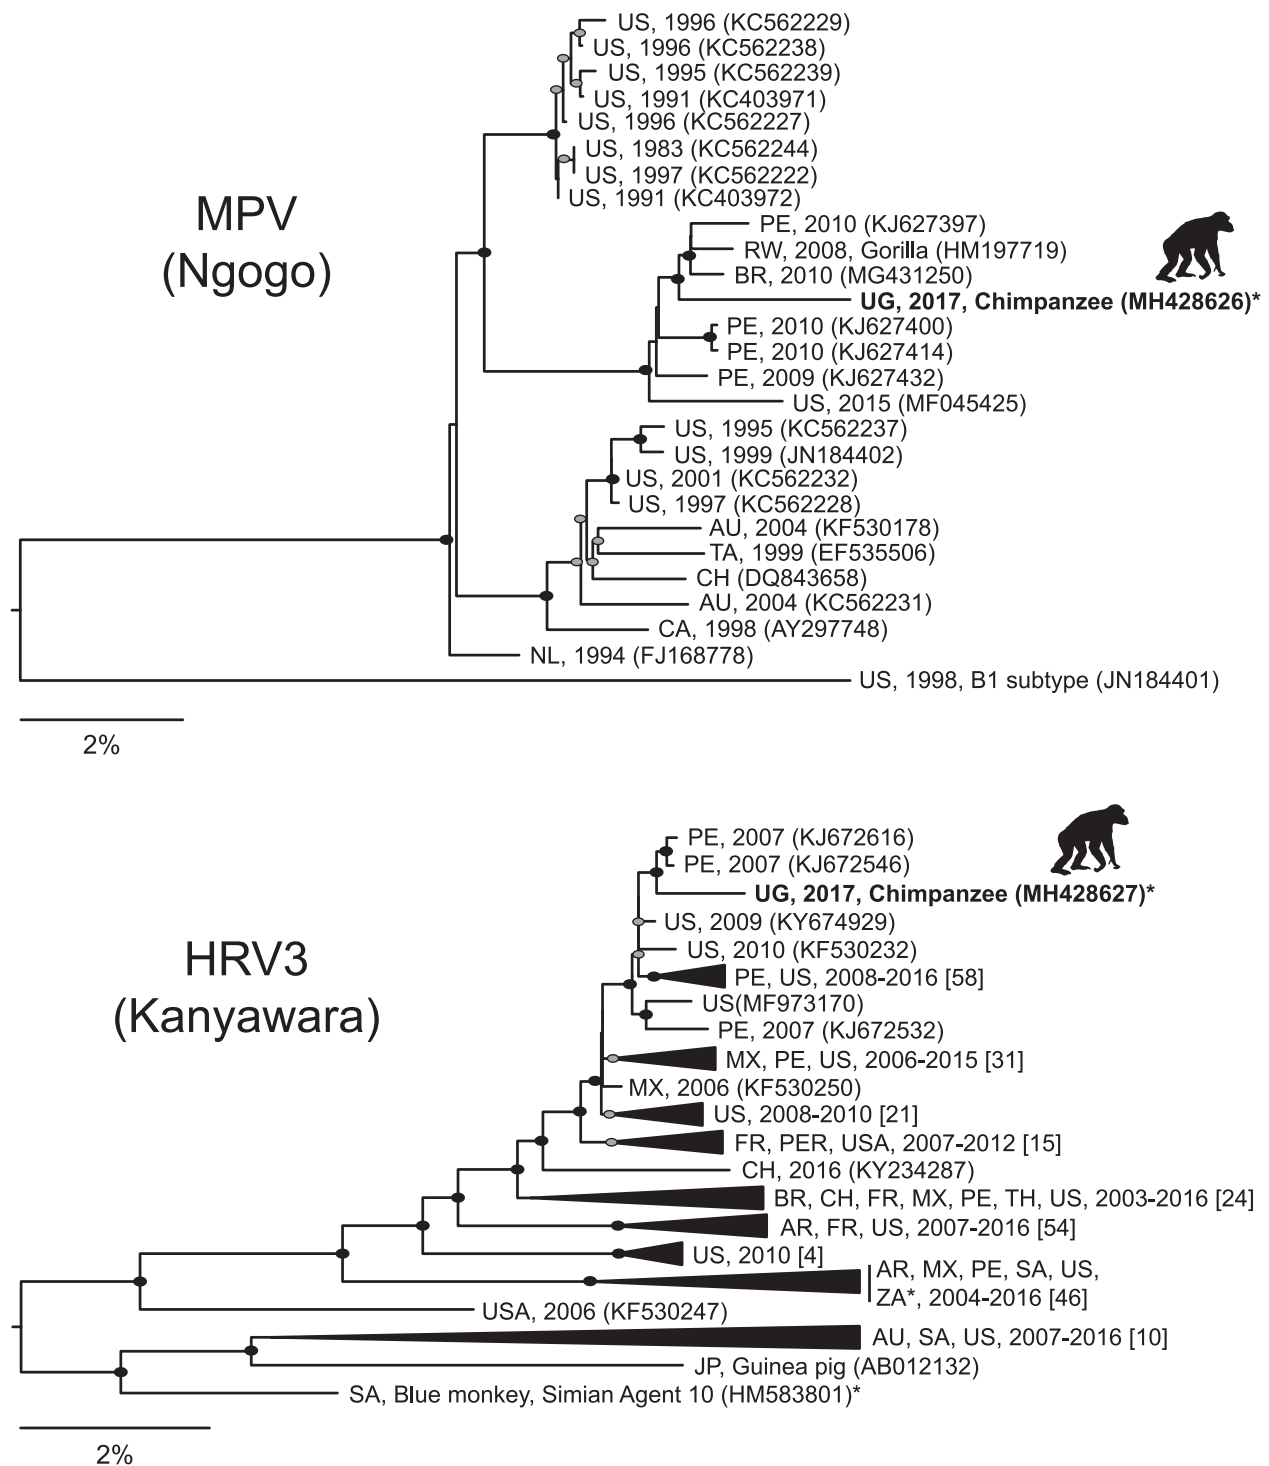 US, 1996 (KC562229)
US, 1996 (KC562238)
US, 1995 (KC562239)
US, 1991 (KC403971)
US, 1996 (KC562227)
US, 1983 (KC562244)
US, 1997 (KC562222)
US, 1991 (KC403972)
MPV
(Ngogo)
PE, 2010 (KJ627397)
RW, 2008, Gorilla (HM197719)
BR, 2010 (MG431250)
UG, 2017, Chimpanzee (MH428626)*
PE, 2010 (KJ627400)
PE, 2010 (KJ627414)
PE, 2009 (KJ627432)
US, 2015 (MF045425)
US, 1995 (KC562237)
US, 1999 (JN184402)
US, 2001 (KC562232)
US, 1997 (KC562228)
AU, 2004 (KF530178)
TA, 1999 (EF535506)
CH (DQ843658)
AU, 2004 (KC562231)
CA, 1998 (AY297748)
NL, 1994 (FJ168778)
US, 1998, B1 subtype (JN184401)
2%
PE, 2007 (KJ672616)
PE, 2007 (KJ672546)
UG, 2017, Chimpanzee (MH428627)*
US, 2009 (KY674929)
US, 2010 (KF530232)
HRV3
(Kanyawara)
PE, US, 2008-2016 [58]
US(MF973170)
PE, 2007 (KJ672532)
MX, PE, US, 2006-2015 [31]
MX, 2006 (KF530250)
US, 2008-2010 [21]
FR, PER, USA, 2007-2012 [15]
CH, 2016 (KY234287)
BR, CH, FR, MX, PE, TH, US, 2003-2016 [24]
AR, FR, US, 2007-2016 [54]
US, 2010 [4]
AR, MX, PE, SA, US,
ZA*, 2004-2016 [46]
USA, 2006 (KF530247)
AU, SA, US, 2007-2016 [10]
JP, Guinea pig (AB012132)
SA, Blue monkey, Simian Agent 10 (HM583801)*
2%